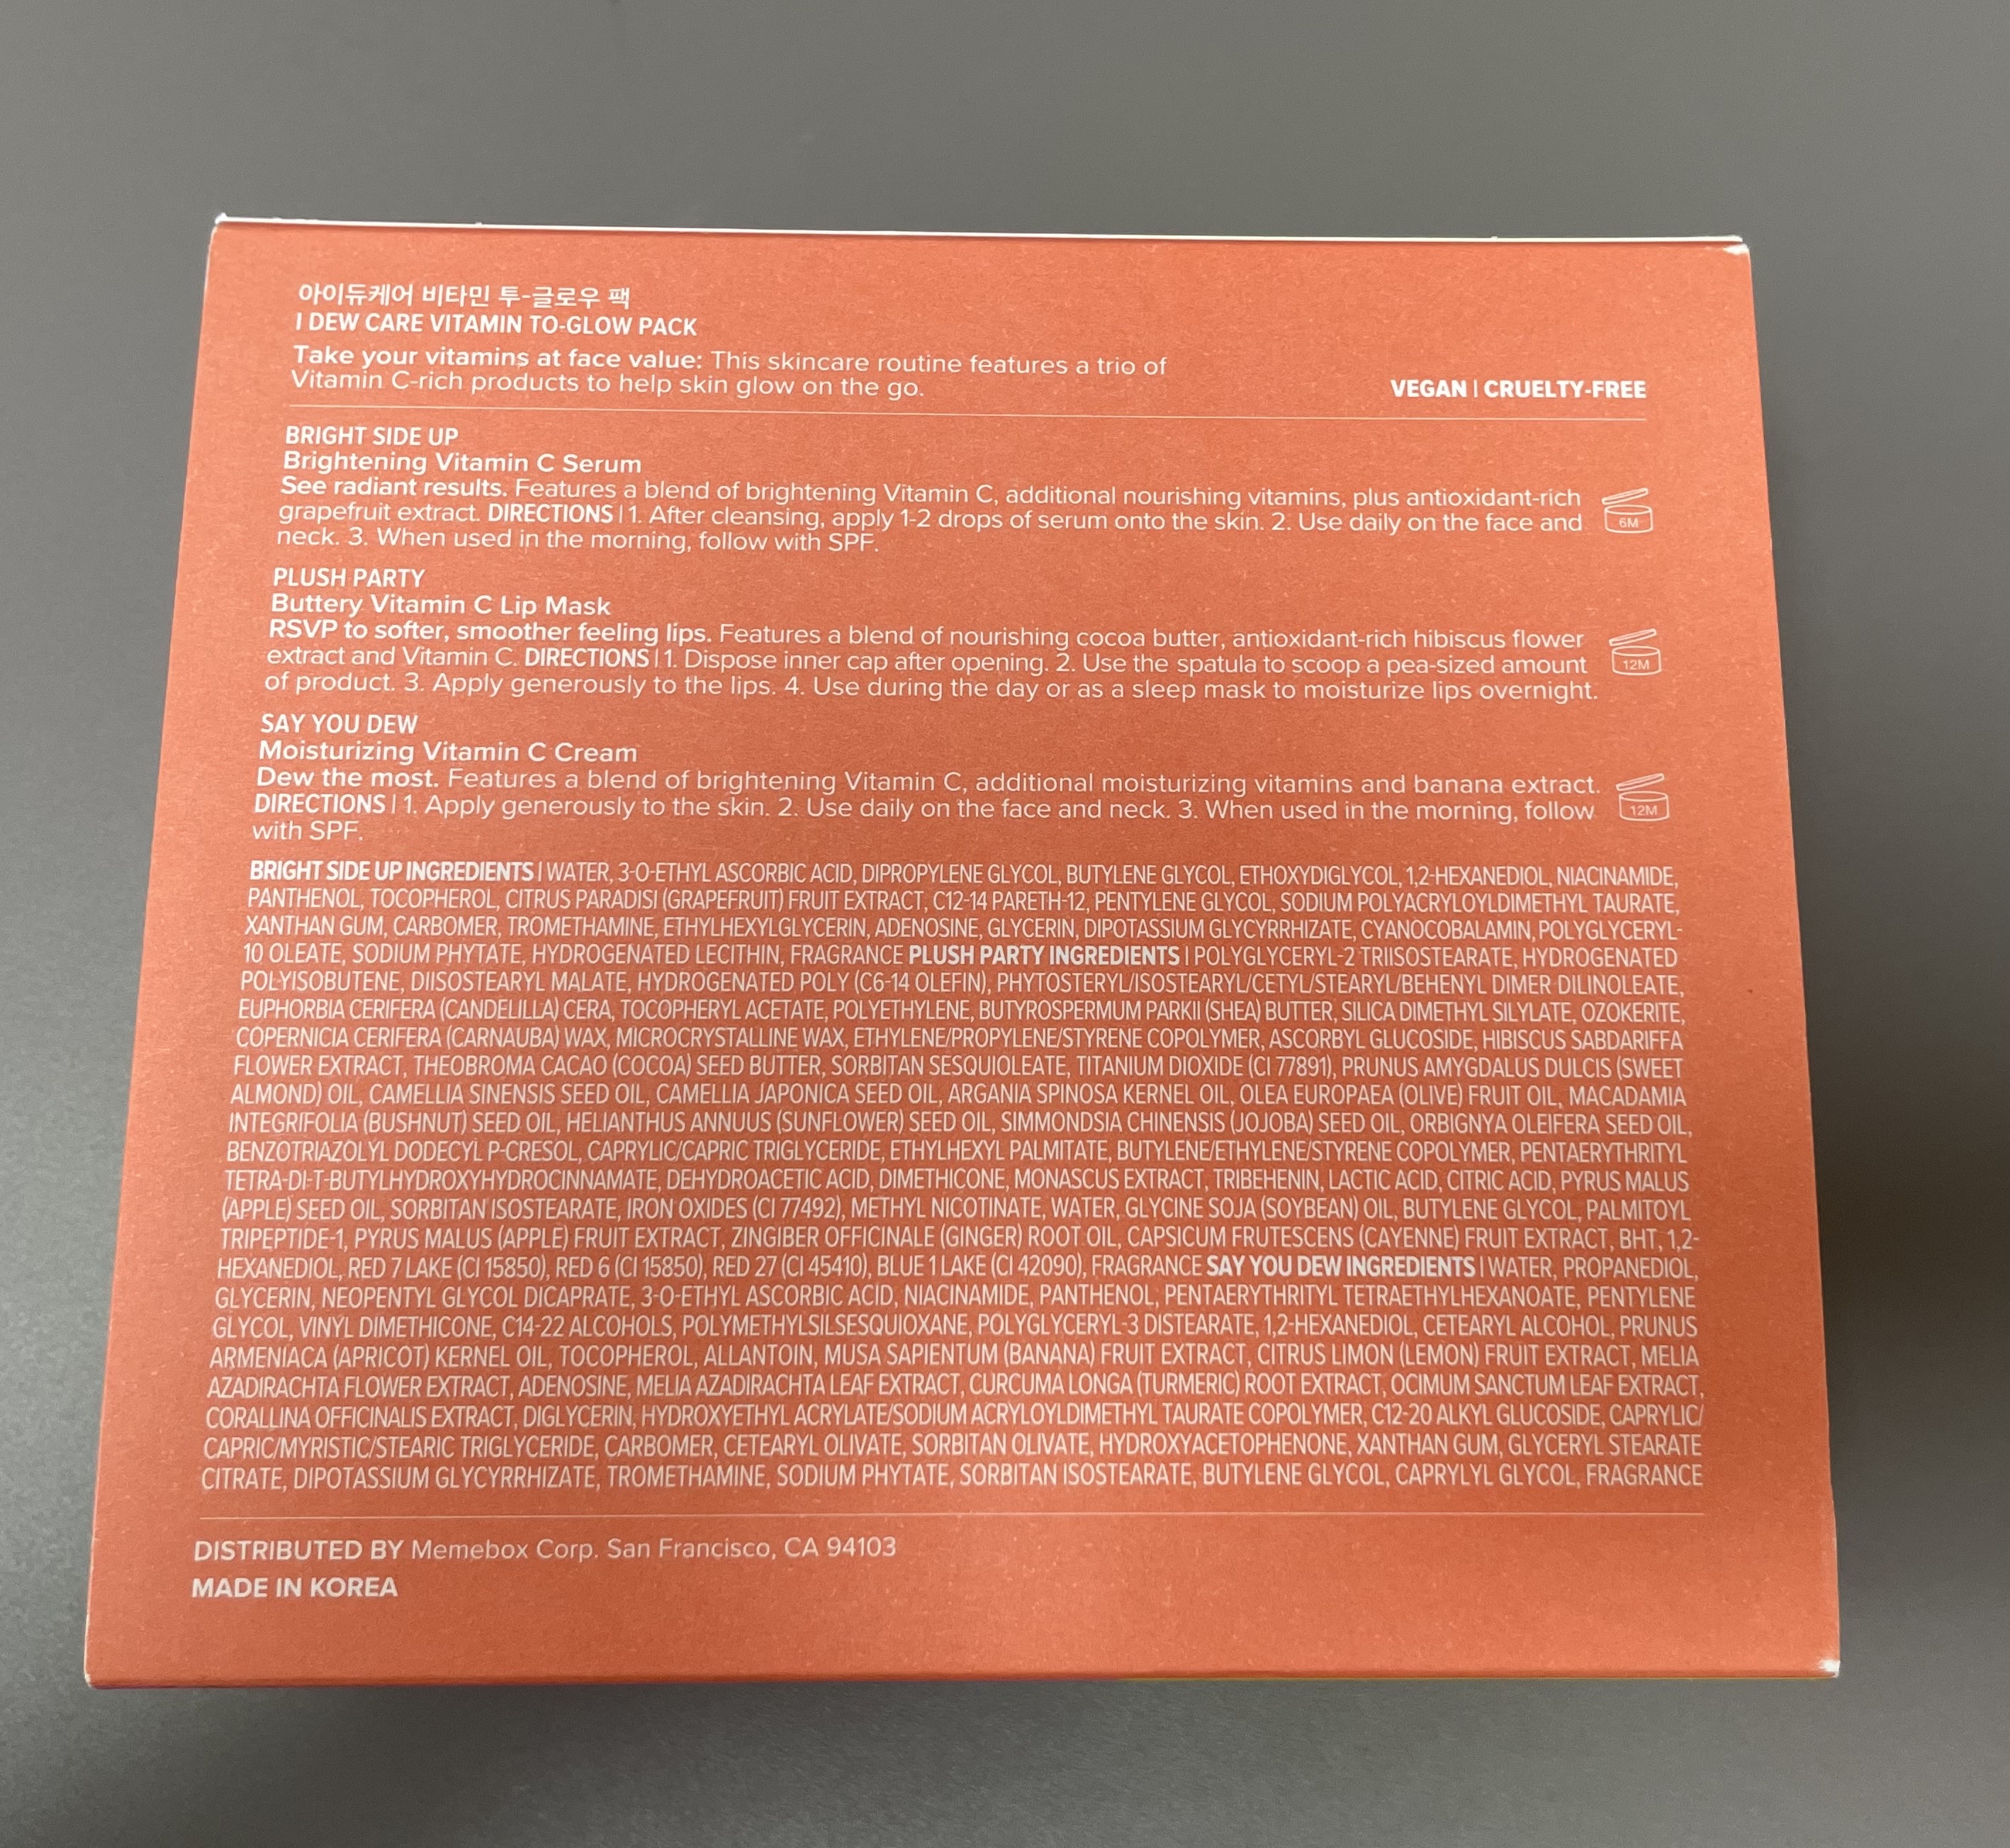 아이듀케어 비타민 투-글로우 팩
I DEW CARE VITAMIN TO-GLOW PACK
Take your vitamins at face value: This skincare routine features a trio of
Vitamin C-rich products to help skin glow on the go.
VEGAN | CRUELTY-FREE
BRIGHT SIDE UP
Brightening Vitamin C Serum
See radiant results. Features a blend of brightening Vitamin C, additional nourishing vitamins, plus antioxidant-rich
grapefruit extract. DIRECTIONS | 1. After cleansing, apply 1-2 drops of serum onto the skin. 2. Use daily on the face and
neck. 3. When used in the morning, follow with SPF.
6M
PLUSH PARTY
Buttery Vitamin C Lip Mask
RSVP to softer, smoother feeling lips. Features a blend of nourishing cocoa butter, antioxidant-rich hibiscus flower
extract and Vitamin C. DIRECTIONS | 1. Dispose inner cap after opening. 2. Use the spatula to scoop a pea-sized amount
of product. 3. Apply generously to the lips. 4. Use during the day or as a sleep mask to moisturize lips overnight.
12M
SAY YOU DEW
Moisturizing Vitamin C Cream
Dew the most. Features a blend of brightening Vitamin C, additional moisturizing vitamins and banana extract.
DIRECTIONS | 1. Apply generously to the skin. 2. Use daily on the face and neck. 3. When used in the morning, follow
with SPF.
12M
BRIGHT SIDE UP INGREDIENTS | WATER, 3-O-ETHYL ASCORBIC ACID, DIPROPYLENE GLYCOL, BUTYLENE GLYCOL, ETHOXYDIGLYCOL, 1,2-HEXANEDIOL, NIACINAMIDE,
PANTHENOL, TOCOPHEROL, CITRUS PARADISI (GRAPEFRUIT) FRUIT EXTRACT, C12-14 PARETH-12, PENTYLENE GLYCOL, SODIUM POLYACRYLOYLDIMETHYL TAURATE,
XANTHAN GUM, CARBOMER, TROMETHAMINE, ETHYLHEXYLGLYCERIN, ADENOSINE, GLYCERIN, DIPOTASSIUM GLYCYRRHIZATE, CYANOCOBALAMIN, POLYGLYCERYL-
10 OLEATE, SODIUM PHYTATE, HYDROGENATED LECITHIN, FRAGRANCE PLUSH PARTY INGREDIENTS | POLYGLYCERYL-2 TRIISOSTEARATE, HYDROGENATED
POLYISOBUTENE, DIISOSTEARYL MALATE, HYDROGENATED POLY (C6-14 OLEFIN), PHYTOSTERYL/ISOSTEARYL/CETYL/STEARYL/BEHENYL DIMER DILINOLEATE,
EUPHORBIA CERIFERA (CANDELILLA) CERA, TOCOPHERYL ACETATE, POLYETHYLENE, BUTYROSPERMUM PARKII (SHEA) BUTTER, SILICA DIMETHYL SILYLATE, OZOKERITE,
COPERNICIA CERIFERA (CARNAUBA) WAX, MICROCRYSTALLINE WAX, ETHYLENE/PROPYLENE/STYRENE COPOLYMER, ASCORBYL GLUCOSIDE, HIBISCUS SABDARIFFA
FLOWER EXTRACT, THEOBROMA CACAO (COCOA) SEED BUTTER, SORBITAN SESQUIOLEATE, TITANIUM DIOXIDE (CI 77891), PRUNUS AMYGDALUS DULCIS (SWEET
ALMOND) OIL, CAMELLIA SINENSIS SEED OIL, CAMELLIA JAPONICA SEED OIL, ARGANIA SPINOSA KERNEL OIL, OLEA EUROPAEA (OLIVE) FRUIT OIL, MACADAMIA
INTEGRIFOLIA (BUSHNUT) SEED OIL, HELIANTHUS ANNUUS (SUNFLOWER) SEED OIL, SIMMONDSIA CHINENSIS (JOJOBA) SEED OIL, ORBIGNYA OLEIFERA SEED OIL,
BENZOTRIAZOLYL DODECYL P-CRESOL, CAPRYLIC/CAPRIC TRIGLYCERIDE, ETHYLHEXYL PALMITATE, BUTYLENE/ETHYLENE/STYRENE COPOLYMER, PENTAERYTHRITYL
TETRA-DI-T-BUTYLHYDROXYHYDROCINNAMATE, DEHYDROACETIC ACID, DIMETHICONE, MONASCUS EXTRACT, TRIBEHENIN, LACTIC ACID, CITRIC ACID, PYRUS MALUS
(APPLE) SEED OIL, SORBITAN ISOSTEARATE, IRON OXIDES (CI 77492), METHYL NICOTINATE, WATER, GLYCINE SOJA (SOYBEAN) OIL, BUTYLENE GLYCOL, PALMITOYL
TRIPEPTIDE-1, PYRUS MALUS (APPLE) FRUIT EXTRACT, ZINGIBER OFFICINALE (GINGER) ROOT OIL, CAPSICUM FRUTESCENS (CAYENNE) FRUIT EXTRACT, BHT, 1,2-
HEXANEDIOL, RED 7 LAKE (CI 15850), RED 6 (CI 15850), RED 27 (CI 45410), BLUE 1 LAKE (CI 42090), FRAGRANCE SAY YOU DEW INGREDIENTS | WATER, PROPANEDIOL,
GLYCERIN, NEOPENTYL GLYCOL DICAPRATE, 3-O-ETHYL ASCORBIC ACID, NIACINAMIDE, PANTHENOL, PENTAERYTHRITYL TETRAETHYLHEXANOATE, PENTYLENE
GLYCOL, VINYL DIMETHICONE, C14-22 ALCOHOLS, POLYMETHYLSILSESQUIOXANE, POLYGLYCERYL-3 DISTEARATE, 1,2-HEXANEDIOL, CETEARYL ALCOHOL, PRUNUS
ARMENIACA (APRICOT) KERNEL OIL, TOCOPHEROL, ALLANTOIN, MUSA SAPIENTUM (BANANA) FRUIT EXTRACT, CITRUS LIMON (LEMON) FRUIT EXTRACT, MELIA
AZADIRACHTA FLOWER EXTRACT, ADENOSINE, MELIA AZADIRACHTA LEAF EXTRACT, CURCUMA LONGA (TURMERIC) ROOT EXTRACT, OCIMUM SANCTUM LEAF EXTRACT,
CORALLINA OFFICINALIS EXTRACT, DIGLYCERIN, HYDROXYETHYL ACRYLATE/SODIUM ACRYLOYLDIMETHYL TAURATE COPOLYMER, C12-20 ALKYL GLUCOSIDE, CAPRYLIC/
CAPRIC/MYRISTIC/STEARIC TRIGLYCERIDE, CARBOMER, CETEARYL OLIVATE, SORBITAN OLIVATE, HYDROXYACETOPHENONE, XANTHAN GUM, GLYCERYL STEARATE
CITRATE, DIPOTASSIUM GLYCYRRHIZATE, TROMETHAMINE, SODIUM PHYTATE, SORBITAN ISOSTEARATE, BUTYLENE GLYCOL, CAPRYLYL GLYCOL, FRAGRANCE
DISTRIBUTED BY Memebox Corp. San Francisco, CA 94103
MADE IN KOREA